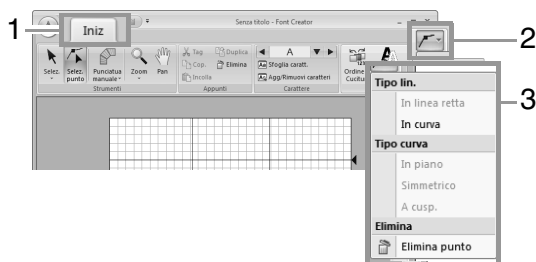 1
Iniz
Senza titolo - Font Creator
2
Selez.
Selez. punto
Punciatua manuale
Zoom
Pan
Strumenti
Tag
Duplica
Cop.
Elimina
Incolla
Appunti
A
Sfoglia caratt.
Agg/Rimuovi caratteri
Carattere
Ordine Cucitu
Tipo lin.
In linea retta
In curva
Tipo curva
In piano
Simmetrico
A cusp.
Elimina
Elimina punto
3